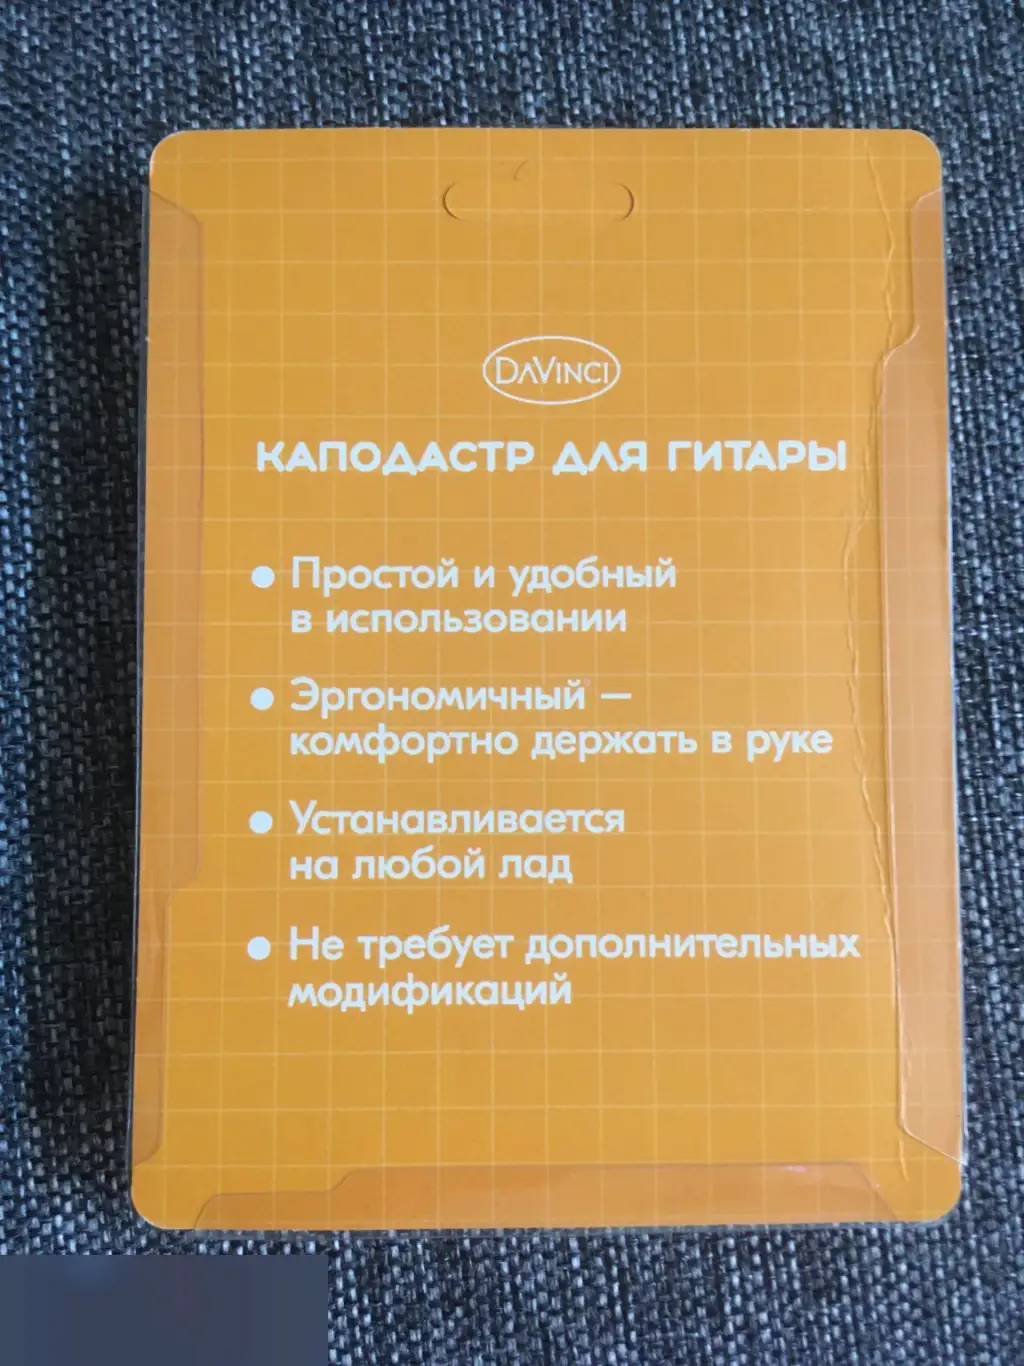 DAVINCI
КАПОДАСТР ДЛЯ ГИТАРЫ
● Простой и удобный
в использовании
● Эргономичный —
комфортно держать в руке
● Устанавливается
на любой лад
● Не требует дополнительных
модификаций